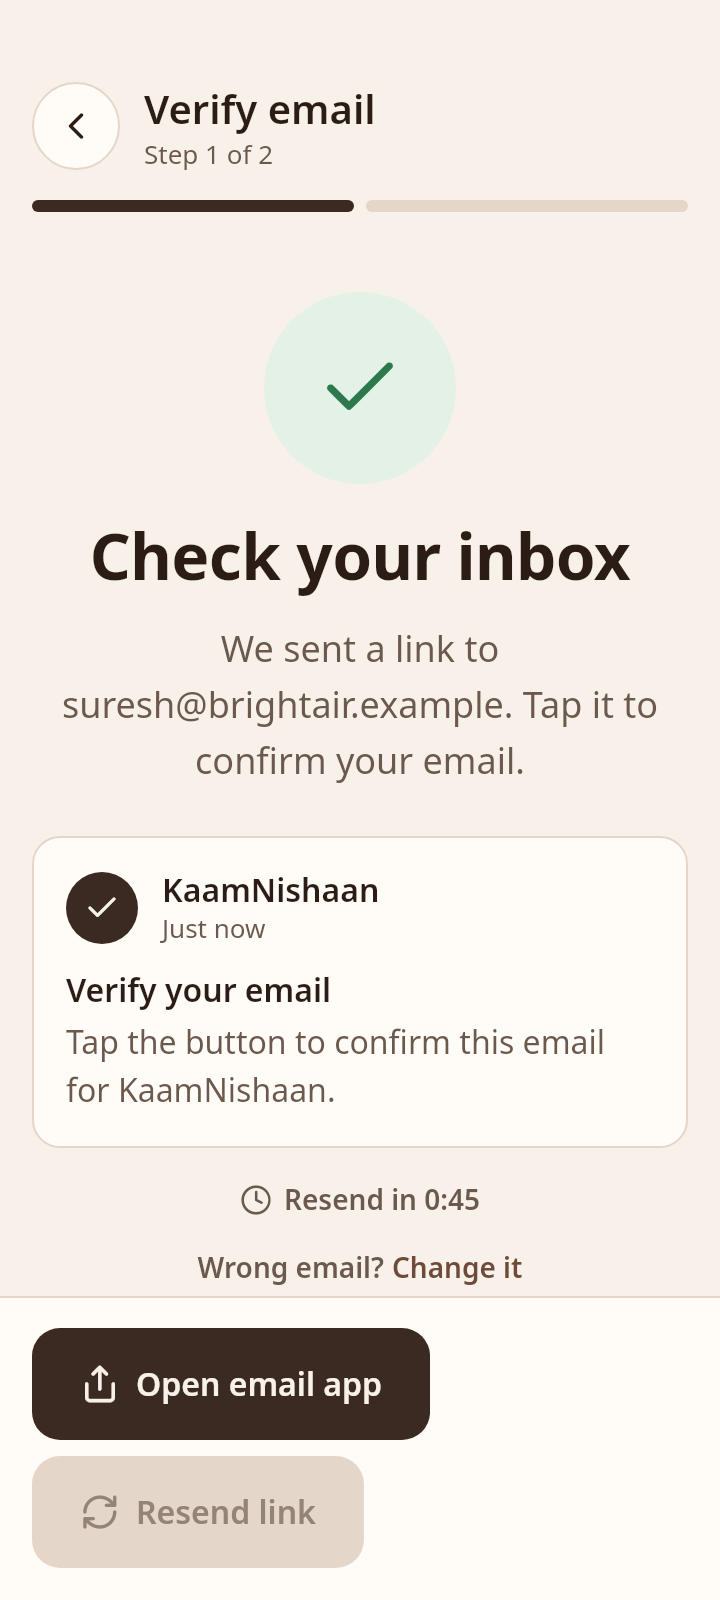 Verify email
Step 1 of 2
Check your inbox
We sent a link to
suresh@brightair.example. Tap it to
confirm your email.
KaamNishaan
Just now
Verify your email
Tap the button to confirm this email
for KaamNishaan.
Resend in 0:45
Wrong email? Change it
Open email app
Resend link